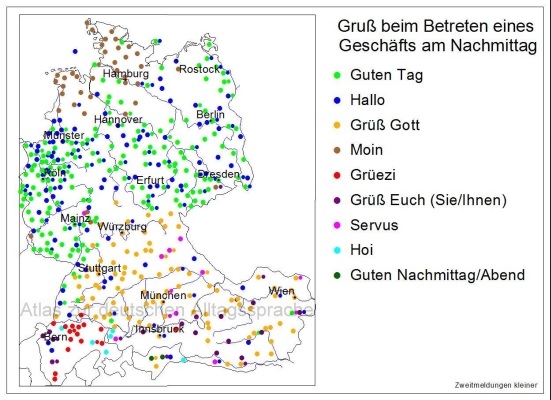 Gruß beim Betreten eines
Geschäfts am Nachmittag
Guten Tag
Hallo
Grüß Gott
Moin
Grüezi
Grüß Euch (Sie/Ihnen)
Servus
Hoi
Guten Nachmittag/Abend
Hamburg
Rostock
Hannover
Berlin
Münster
Köln
Erfurt
Dresden
Mainz
Würzburg
Stuttgart
München
Wien
Atlas zur deutschen Alltagssprache
Bern
Innsbruck
Zweitmeldungen kleiner